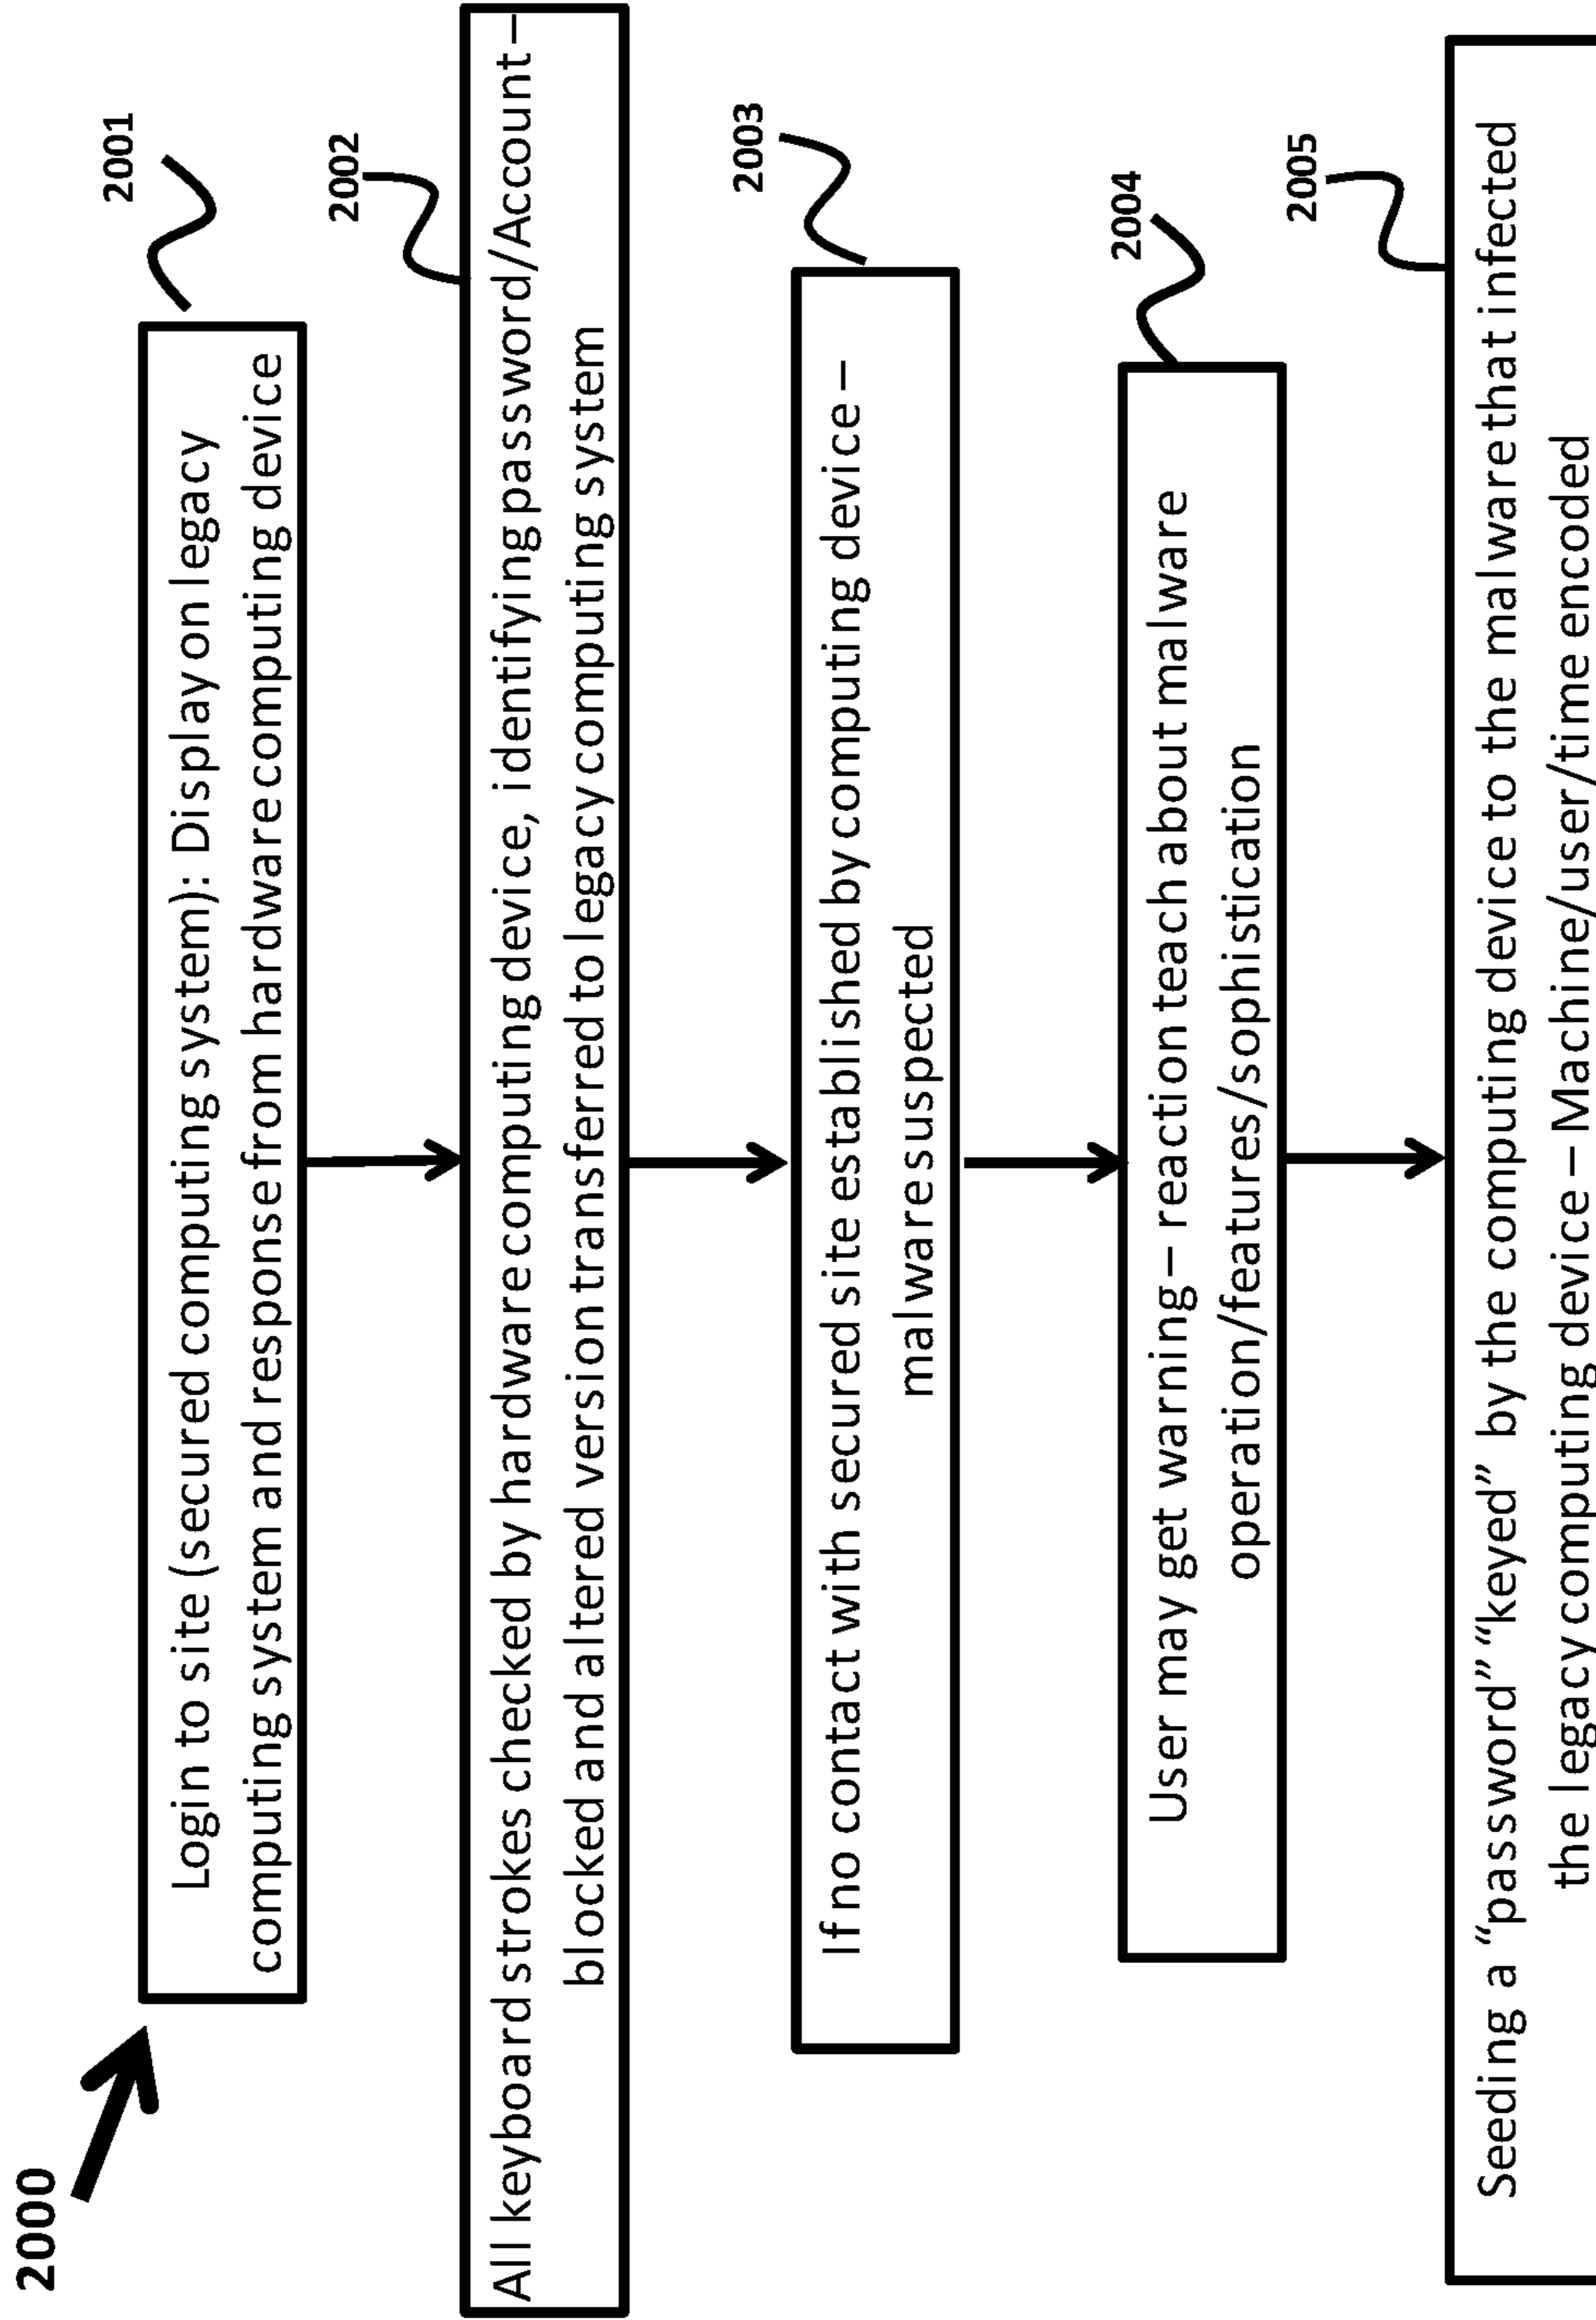 2000
2001
Login to site (secured computing system): Display on legacy
computing system and response from hardware computing device
2002
All keyboard strokes checked by hardware computing device, identifying password/Account –
blocked and altered version transferred to legacy computing system
2003
If no contact with secured site established by computing device –
malware suspected
2004
User may get warning – reaction teach about malware
operation/features/sophistication
2005
Seeding a “password” “keyed” by the computing device to the malware that infected
the legacy computing device – Machine/user/time encoded